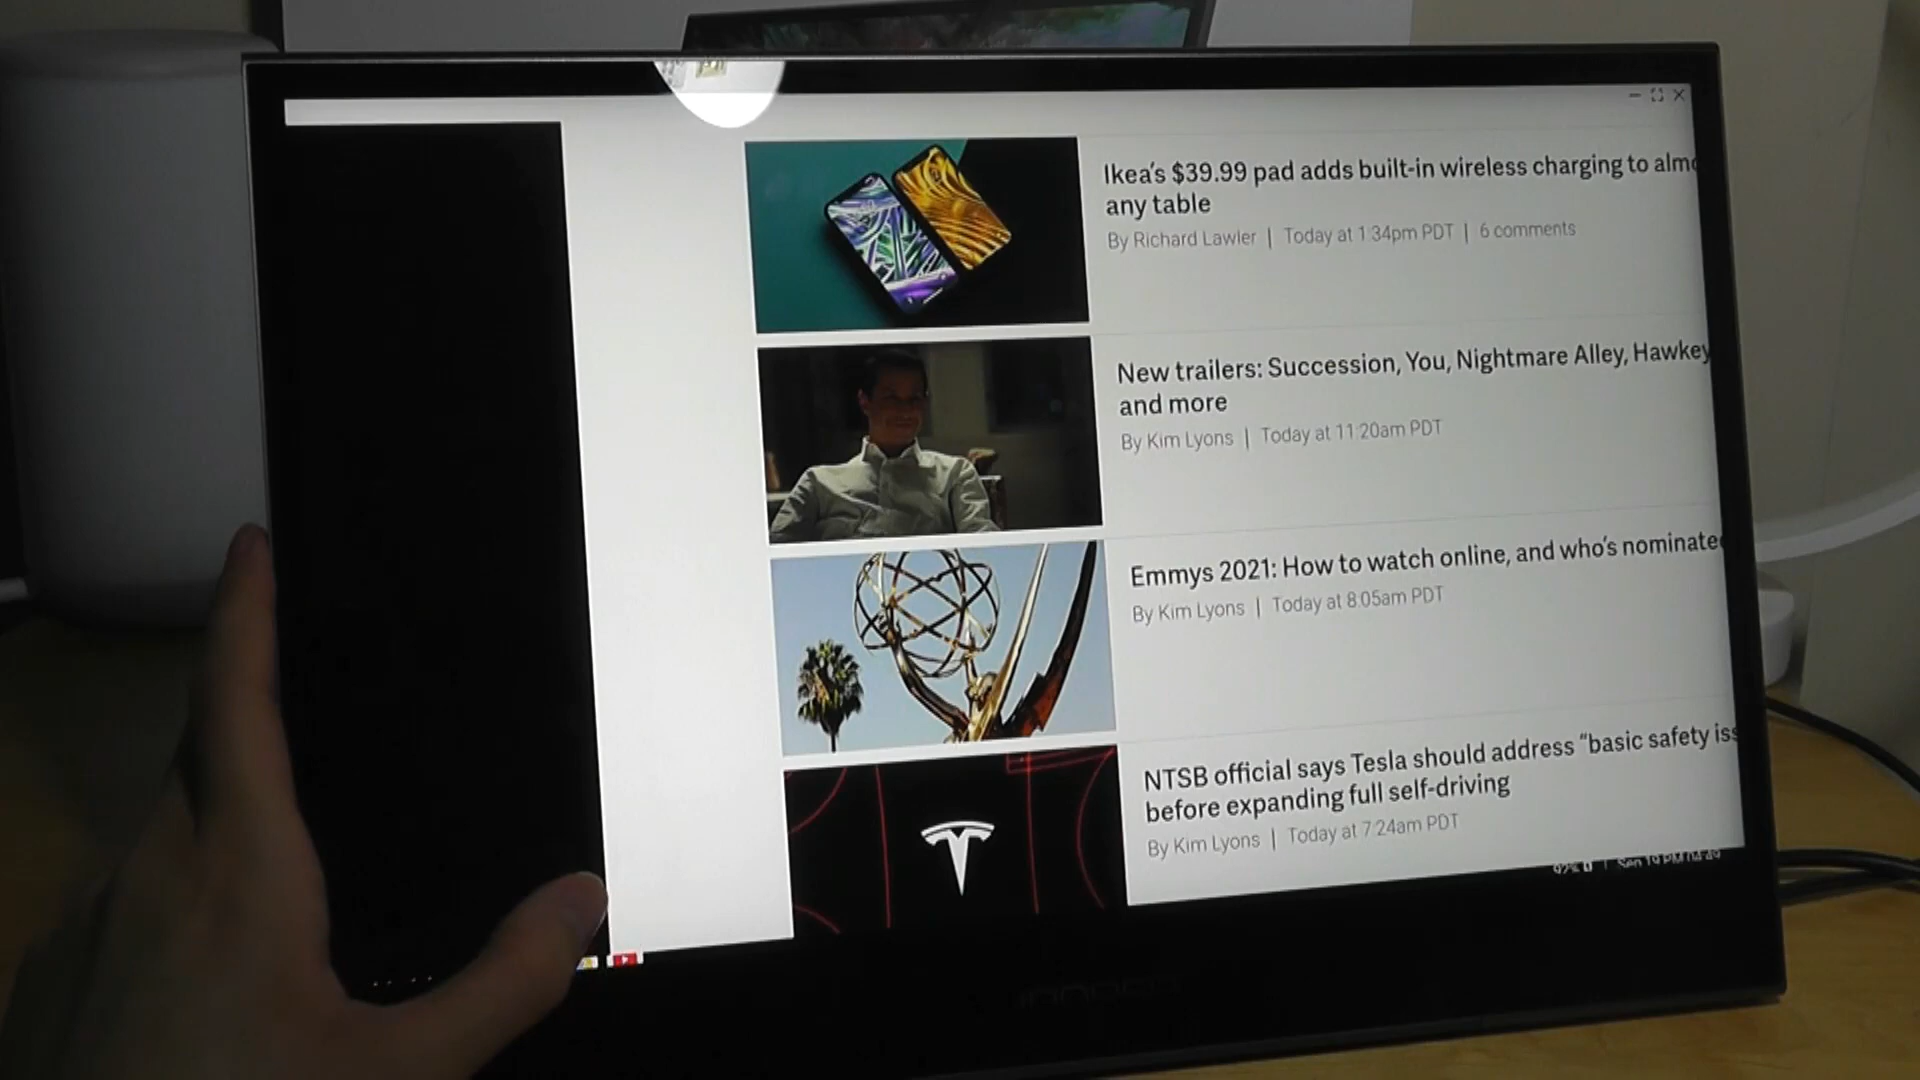 Ikea's $39.99 pad adds built-in wireless charging to almo
any table
By Richard Lawler | Today at 1:34pm PDT | 6 comments
New trailers: Succession, You, Nightmare Alley, Hawkey
and more
By Kim Lyons | Today at 11:20am PDT
Emmys 2021: How to watch online, and who's nominated
By Kim Lyons | Today at 8:05am PDT
NTSB official says Tesla should address "basic safety iss
before expanding full self-driving
By Kim Lyons | Today at 7:24am PDT